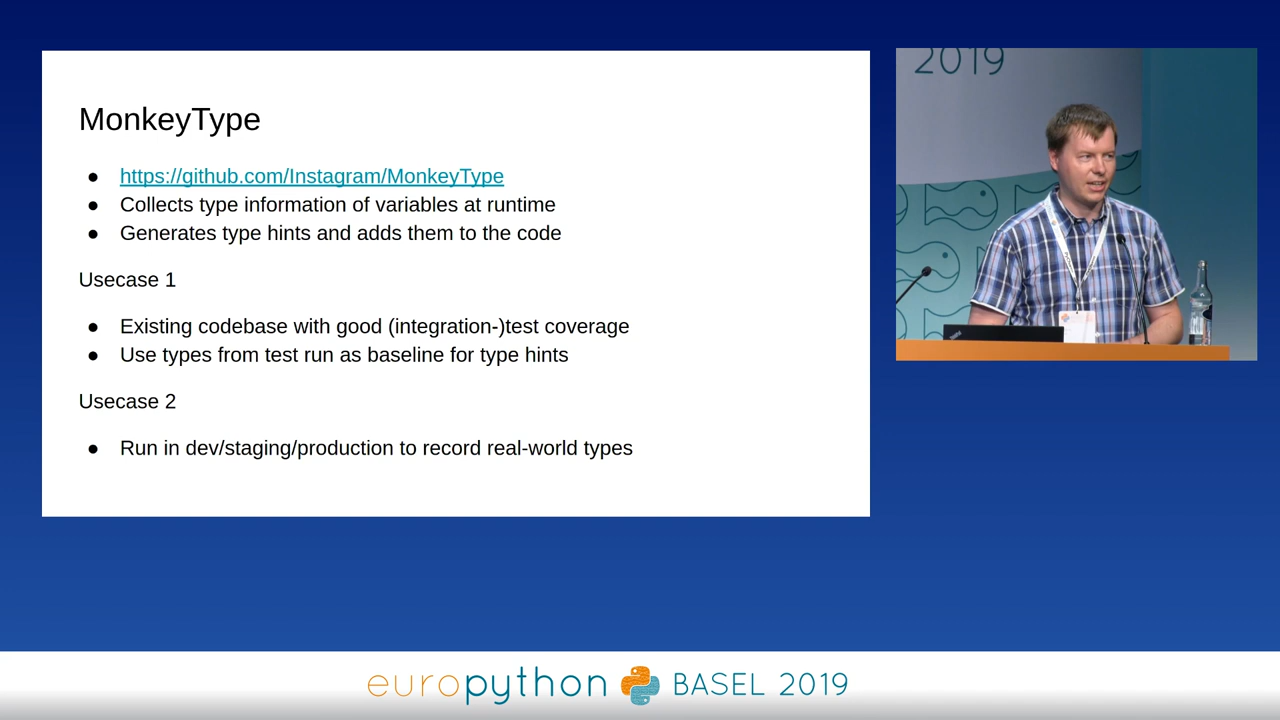 MonkeyType
● https://github.com/Instagram/MonkeyType
● Collects type information of variables at runtime
● Generates type hints and adds them to the code
Usecase 1
● Existing codebase with good (integration-)test coverage
● Use types from test run as baseline for type hints
Usecase 2
● Run in dev/staging/production to record real-world types
2019
europython BASEL 2019